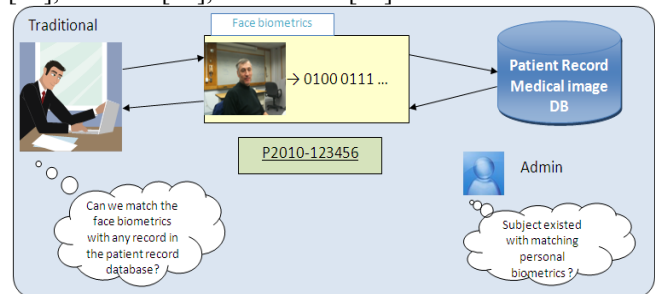 Traditional
Face biometrics
→ 0100 0111 ...
Patient Record
Medical image
DB
P2010-123456
Admin
Can we match the
face biometrics
with any record in
the patient record
database?
Subject existed
with matching
personal
biometrics ?